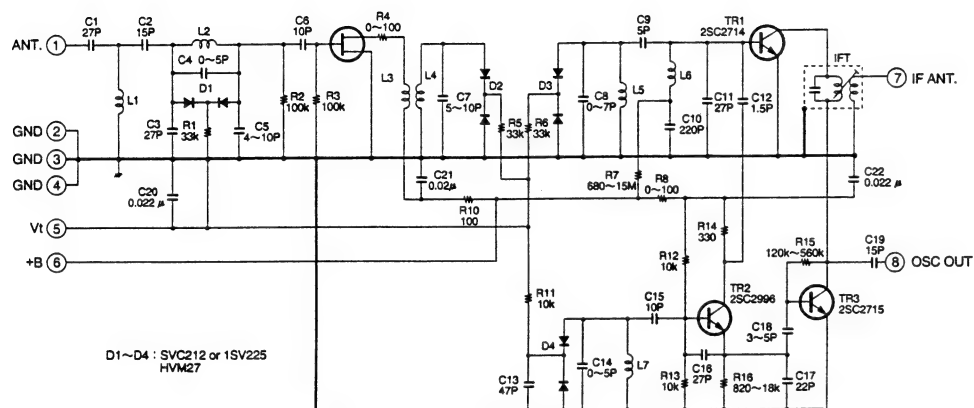 C1
27P
C2
15P
L2
C4 0~5P
D1
C6
10P
R4
0~100
C9
5P
TR1
2SC2714
IFT
ANT. 1
7 IF ANT.
L1
R2
100k
R3
100k
L3
L4
C7
5~10P
D2
D3
C8
0~7P
L5
L6
C10
220P
C11
27P
C12
1.5P
C3
27P
R1
33k
C5
4~10P
R5
33k
R6
33k
GND 2
GND 3
GND 4
C20
0.022 μ
C21
0.02μ
R7
680~15M
R8
0~100
C22
0.022 μ
R10
100
Vt 5
+B 6
R14
330
R12
10k
R15
120k~560k
C19
15P
8 OSC OUT
R11
10k
C15
10P
TR2
2SC2996
TR3
2SC2715
D4
C14
0~5P
L7
C18
3~5P
D1~D4 : SVC212 or 1SV225
HVM27
C13
47P
R13
10k
C16
27P
R16
820~18k
C17
22P